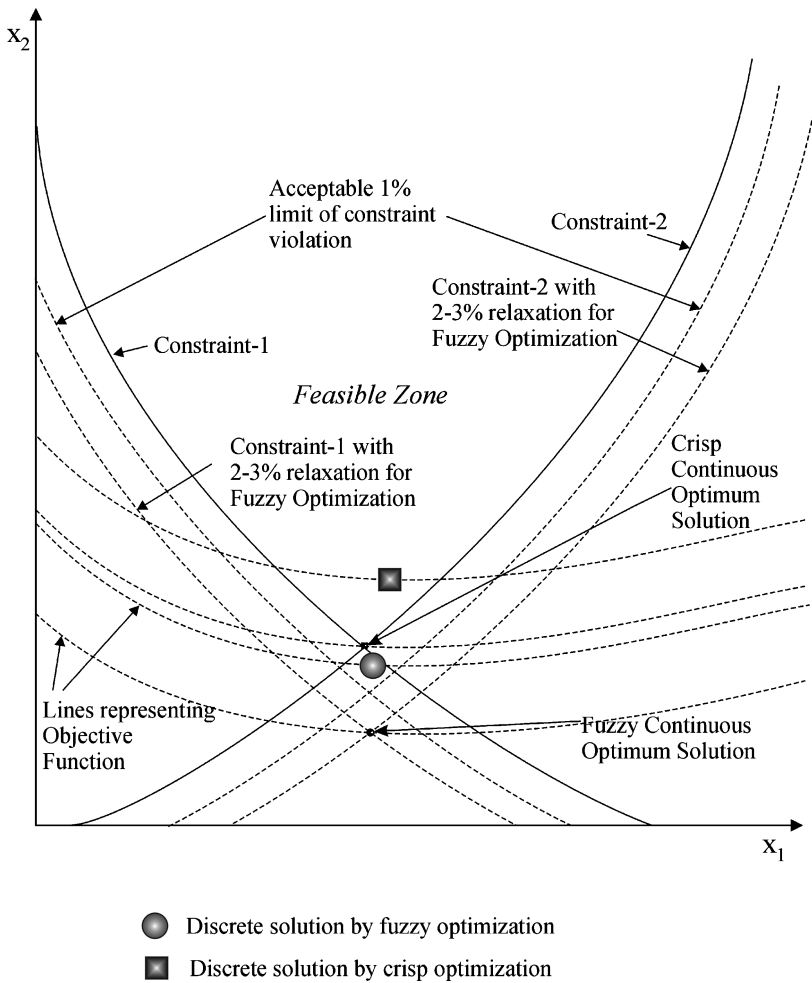 x2
Acceptable 1%
limit of constraint
violation
Constraint-2
Constraint-2 with
2-3% relaxation for
Fuzzy Optimization
Constraint-1
Feasible Zone
Constraint-1 with
2-3% relaxation for
Fuzzy Optimization
Crisp
Continuous
Optimum
Solution
Lines representing
Objective
Function
Fuzzy Continuous
Optimum Solution
x1
Discrete solution by fuzzy optimization
Discrete solution by crisp optimization